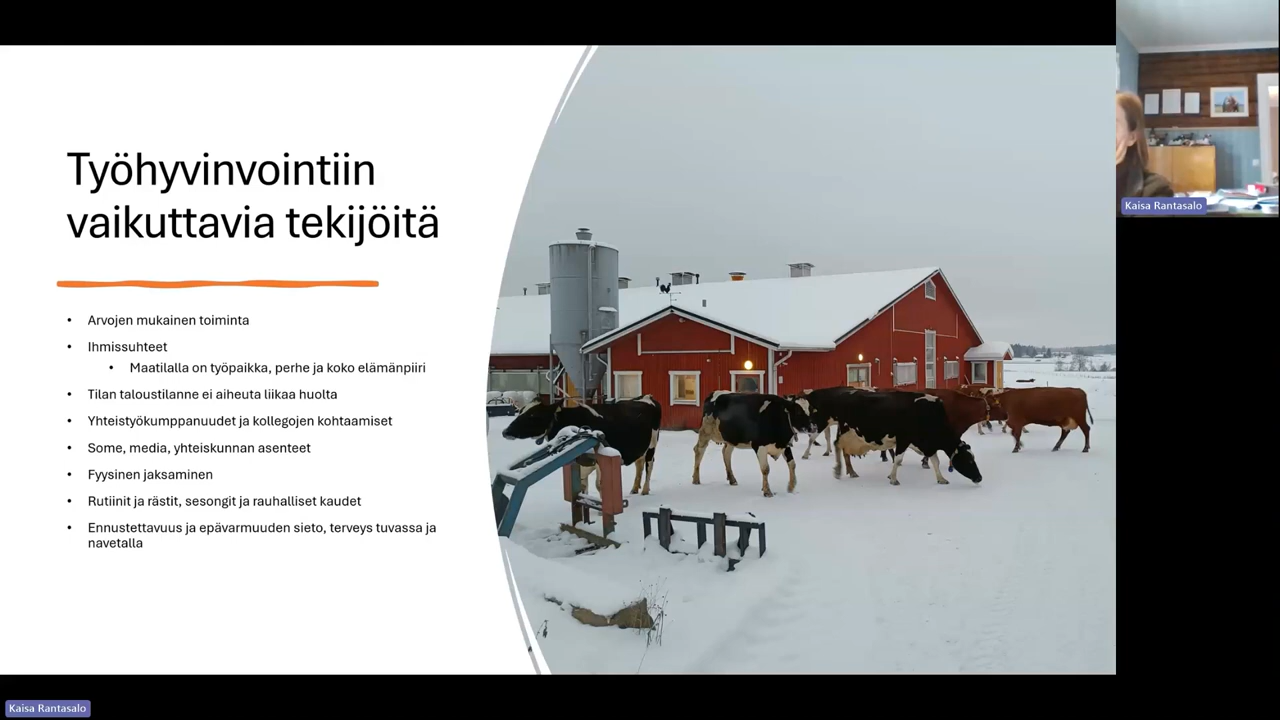 Työhyvinvointiin
vaikuttavia tekijöitä
• Arvojen mukainen toiminta
• Ihmissuhteet
• Maatilalla on työpaikka, perhe ja koko elämänpiiri
• Tilan taloustilanne ei aiheuta liikaa huolta
• Yhteistyökumppanuudet ja kollegojen kohtaamiset
• Some, media, yhteiskunnan asenteet
• Fyysinen jaksaminen
• Rutiinit ja rästit, sesongit ja rauhalliset kaudet
• Ennustettavuus ja epävarmuuden sieto, terveys tuvassa ja
navetalla
Kaisa Rantasalo
Kaisa Rantasalo